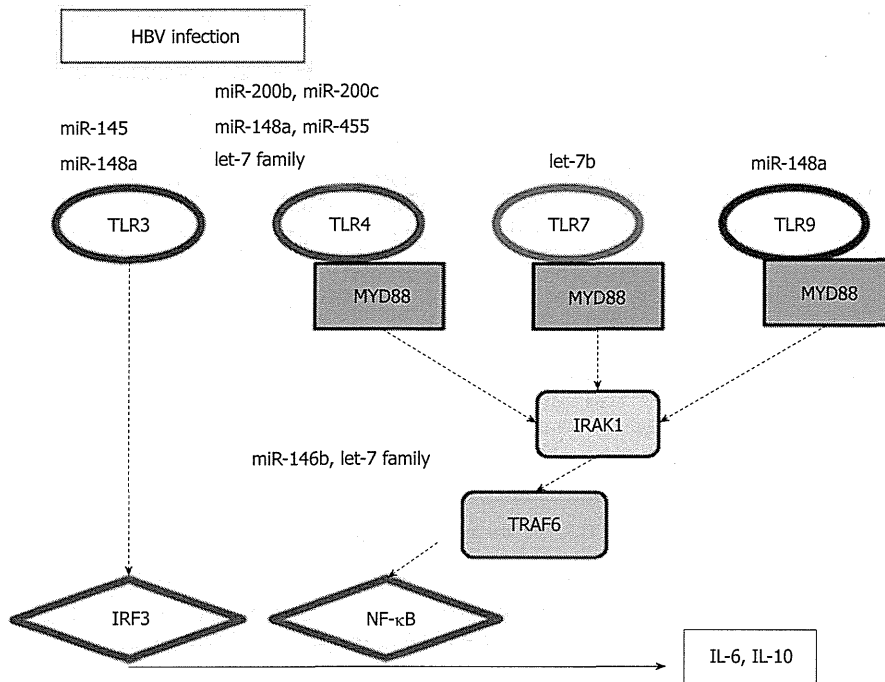 HBV infection
miR-200b, miR-200c
miR-145
miR-148a, miR-455
miR-148a
let-7 family
let-7b
miR-148a
TLR3
TLR4
TLR7
TLR9
MYD88
MYD88
MYD88
IRAK1
miR-146b, let-7 family
TRAF6
IRF3
NF-κB
IL-6, IL-10